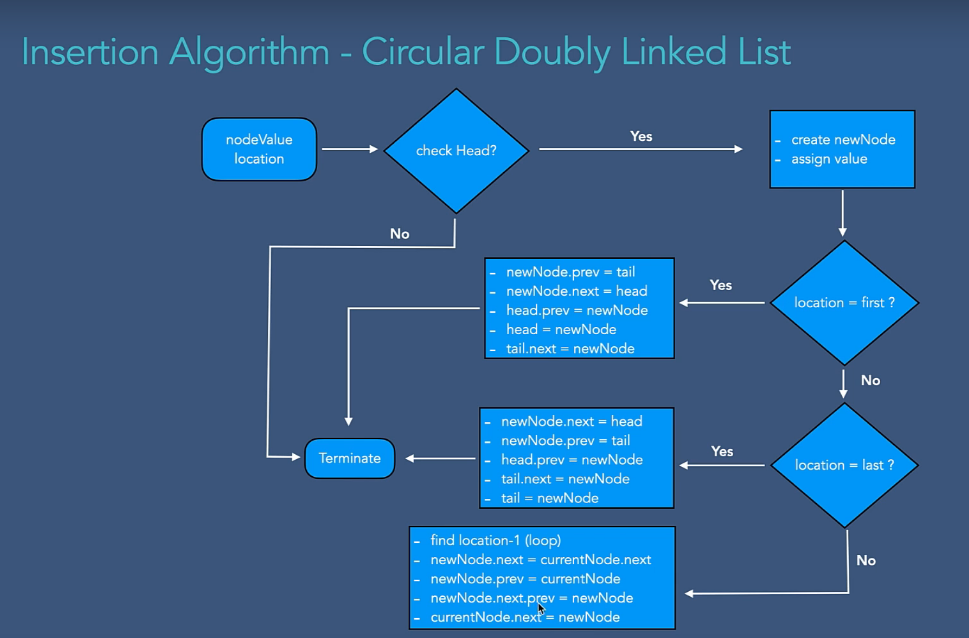 Insertion Algorithm - Circular Doubly Linked List
nodeValue
location
check Head?
Yes
- create newNode
- assign value
No
- newNode.prev = tail
- newNode.next = head
- head.prev = newNode
- head = newNode
- tail.next = newNode
Yes
location = first ?
No
Terminate
- newNode.next = head
- newNode.prev = tail
- head.prev = newNode
- tail.next = newNode
- tail = newNode
Yes
location = last ?
No
- find location-1 (loop)
- newNode.next = currentNode.next
- newNode.prev = currentNode
- newNode.next.prev = newNode
- currentNode.next = newNode